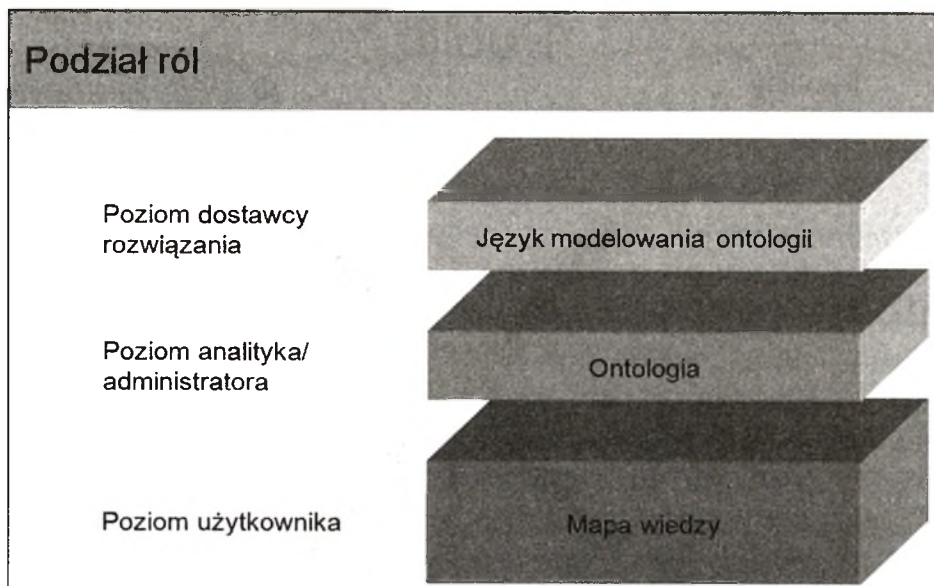 Podział ról
Poziom dostawcy
rozwiązania
Język modelowania ontologii
Poziom analityka/
administratora
Ontologia
Poziom użytkownika
Mapa wiedzy